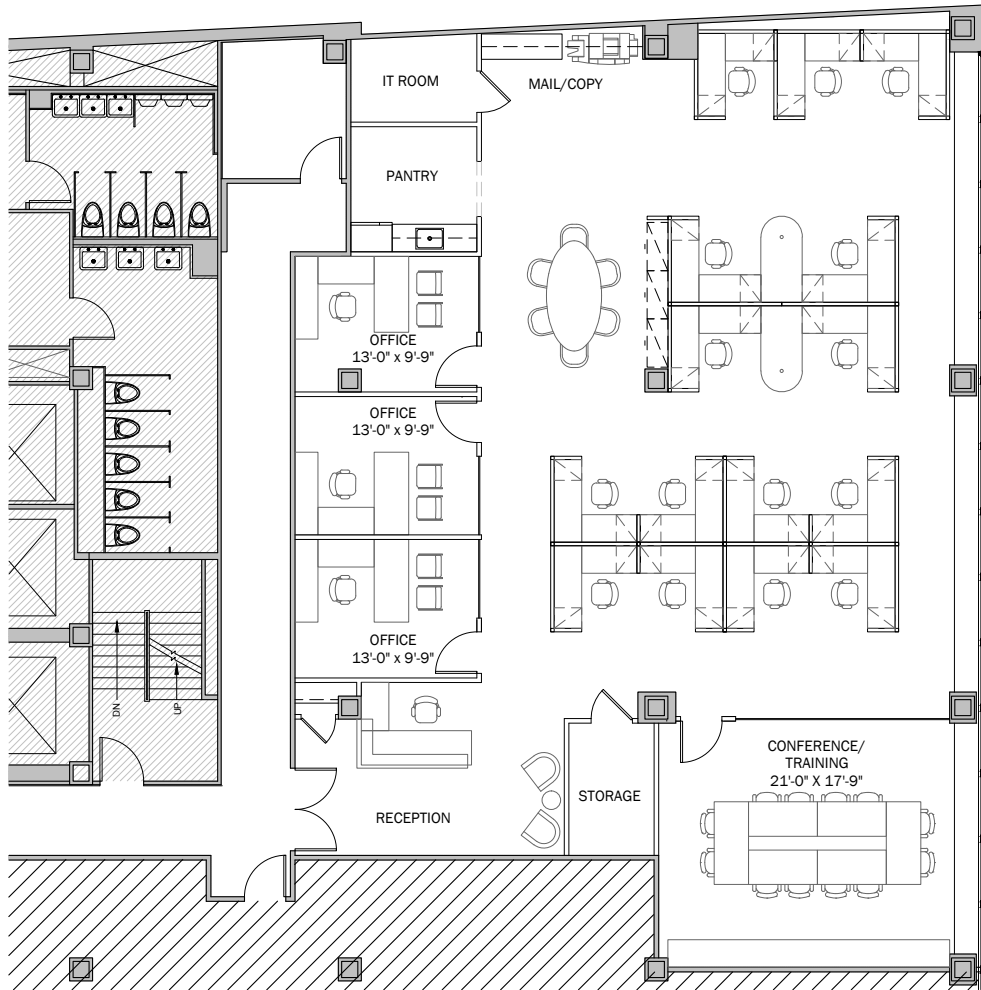 IT ROOM
MAIL/COPY
PANTRY
OFFICE
13'-0" x 9'-9"
OFFICE
13'-0" x 9'-9"
OFFICE
13'-0" x 9'-9"
DN
UP
CONFERENCE/
TRAINING
21'-0" X 17'-9"
STORAGE
RECEPTION